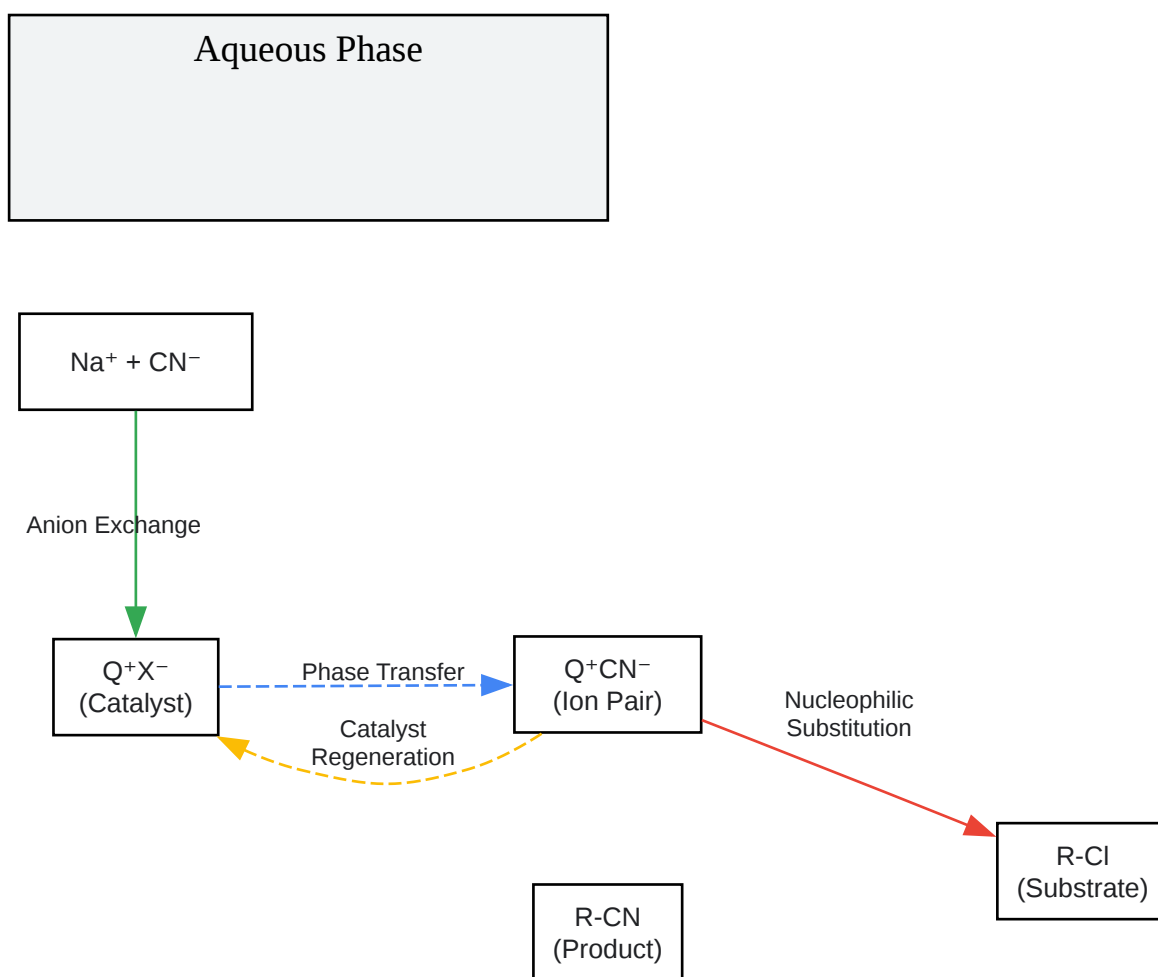 Aqueous Phase
Na⁺ + CN⁻
Anion Exchange
Q⁺X⁻
(Catalyst)
Phase Transfer
Q⁺CN⁻
(Ion Pair)
Catalyst
Regeneration
Nucleophilic
Substitution
R-Cl
(Substrate)
R-CN
(Product)